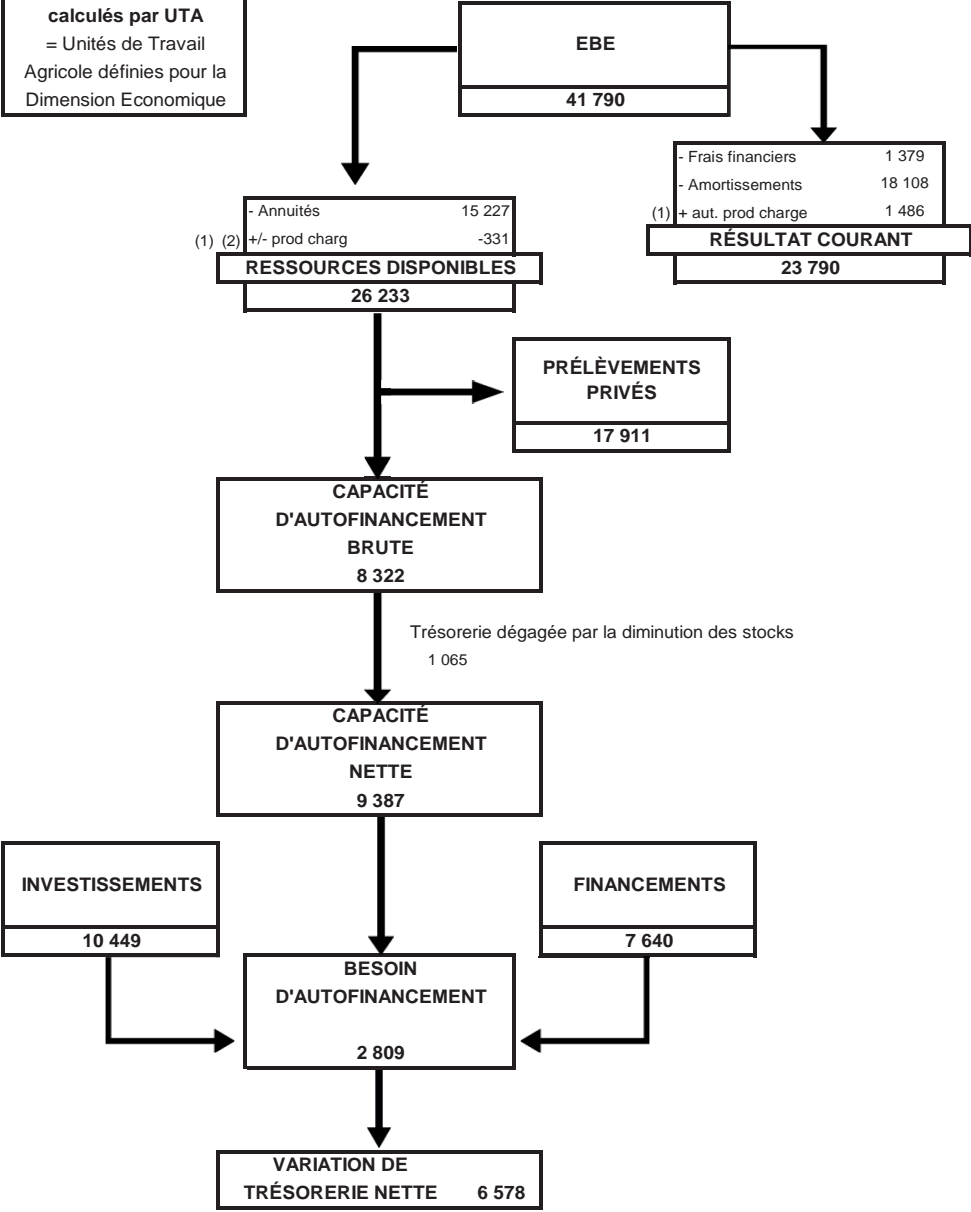 calculés par UTA
= Unités de Travail
Agricole définies pour la
Dimension Economique
EBE
41 790
- Frais financiers 1 379
- Amortissements 18 108
(1) + aut. prod charge 1 486
RÉSULTAT COURANT
23 790
- Annuités 15 227
(1) (2) +/- prod charg -331
RESSOURCES DISPONIBLES
26 233
PRÉLÈVEMENTS
PRIVÉS
17 911
CAPACITÉ
D'AUTOFINANCEMENT
BRUTE
8 322
Trésorerie dégagée par la diminution des stocks
1 065
CAPACITÉ
D'AUTOFINANCEMENT
NETTE
9 387
INVESTISSEMENTS
10 449
FINANCEMENTS
7 640
BESOIN
D'AUTOFINANCEMENT
2 809
VARIATION DE
TRÉSORERIE NETTE 6 578